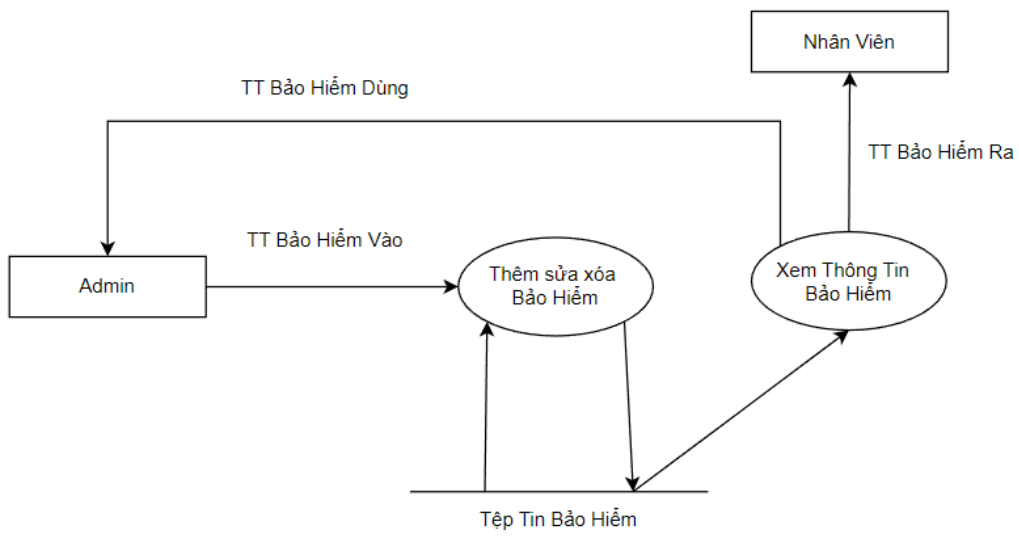 Nhân Viên
TT Bảo Hiểm Dùng
TT Bảo Hiểm Ra
TT Bảo Hiểm Vào
Admin
Thêm sửa xóa
Bảo Hiểm
Xem Thông Tin
Bảo Hiểm
Tệp Tin Bảo Hiểm